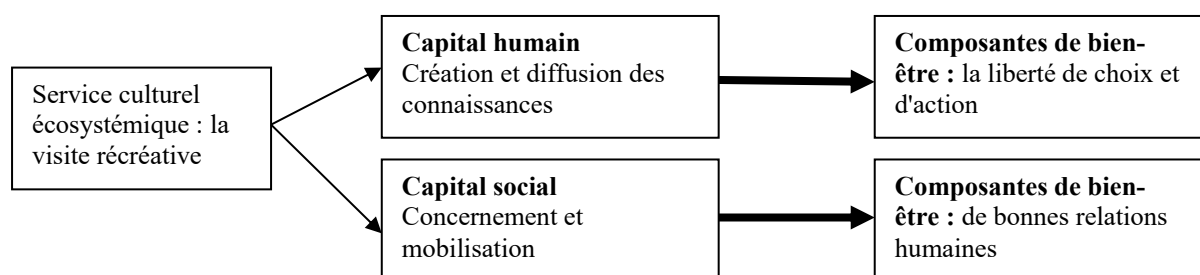 Service culturel
écosystémique : la
visite récréative
Capital humain
Création et diffusion des
connaissances
Composantes de bien-
être : la liberté de choix et
d'action
Capital social
Concernement et
mobilisation
Composantes de bien-
être : de bonnes relations
humaines